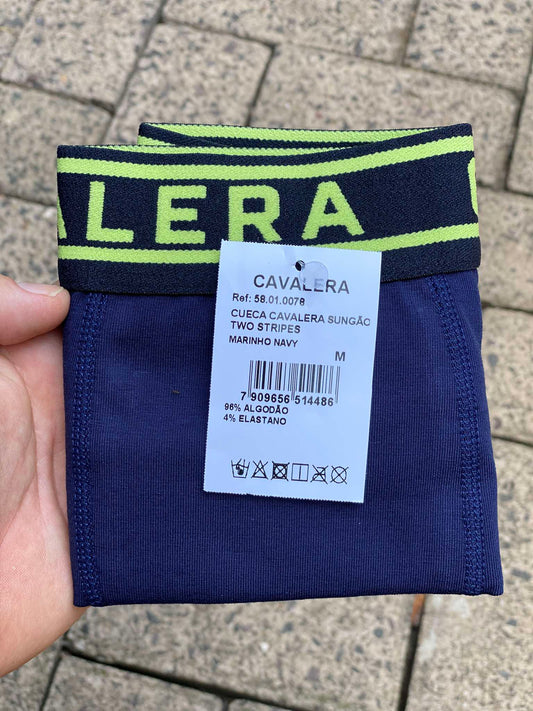 ALERA
CAVALERA
Ref: 58.01.0078
CUECA CAVALERA SUNGÃO
TWO STRIPES
MARINHO NAVY
M
7 909656 514486
96% ALGODÃO
4% ELASTANO